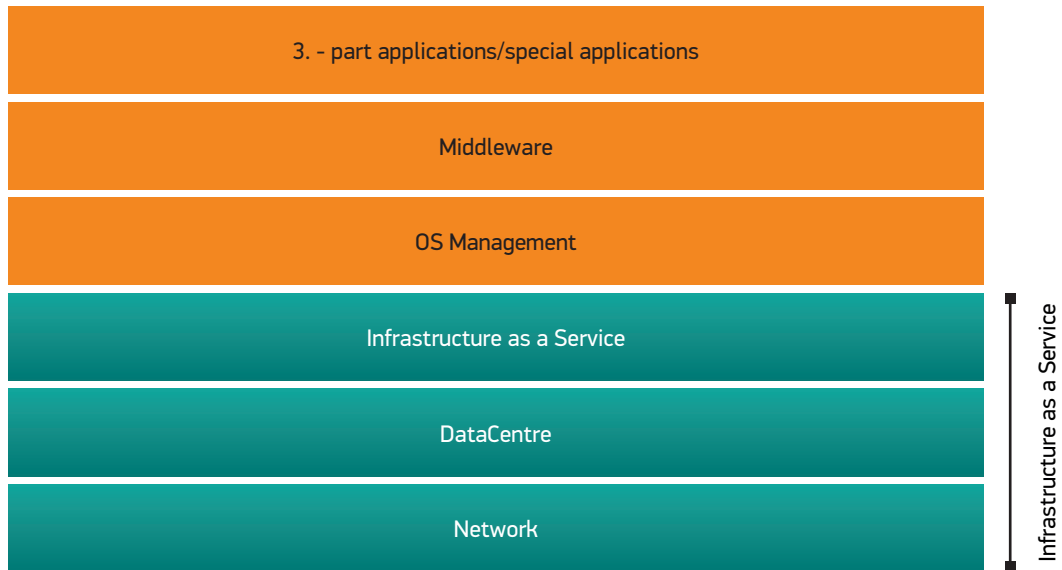 3. - part applications/special applications
Middleware
OS Management
Infrastructure as a Service
DataCentre
Network
Infrastructure as a Service